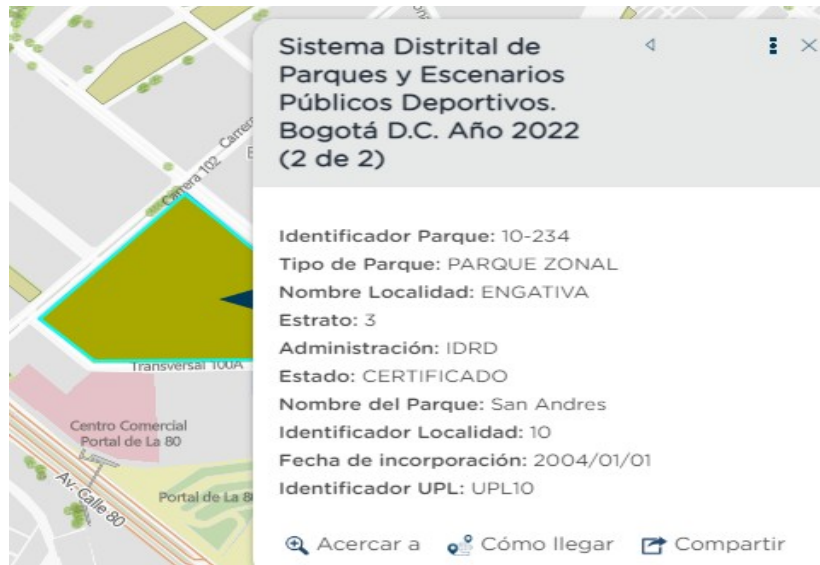 Sistema Distrital de
Parques y Escenarios
Públicos Deportivos.
Bogotá D.C. Año 2022
(2 de 2)
Identificador Parque: 10-234
Tipo de Parque: PARQUE ZONAL
Nombre Localidad: ENGATIVA
Estrato: 3
Administración: IDRD
Estado: CERTIFICADO
Nombre del Parque: San Andres
Identificador Localidad: 10
Fecha de incorporación: 2004/01/01
Identificador UPL: UPL10
Acercar a Cómo llegar Compartir
Carrera 102
Transversal 100A
Centro Comercial
Portal de La 80
Av. Calle 80
Portal de La 8